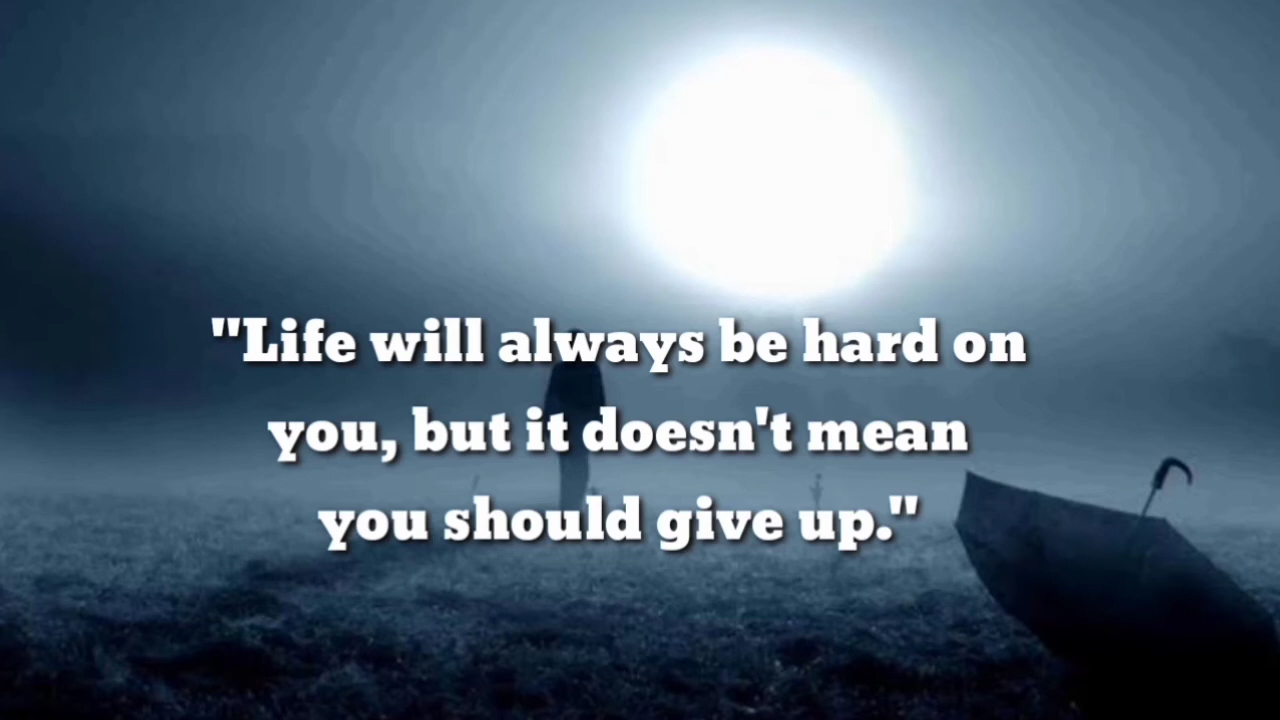 "Life will always be hard on
you, but it doesn't mean
you should give up."